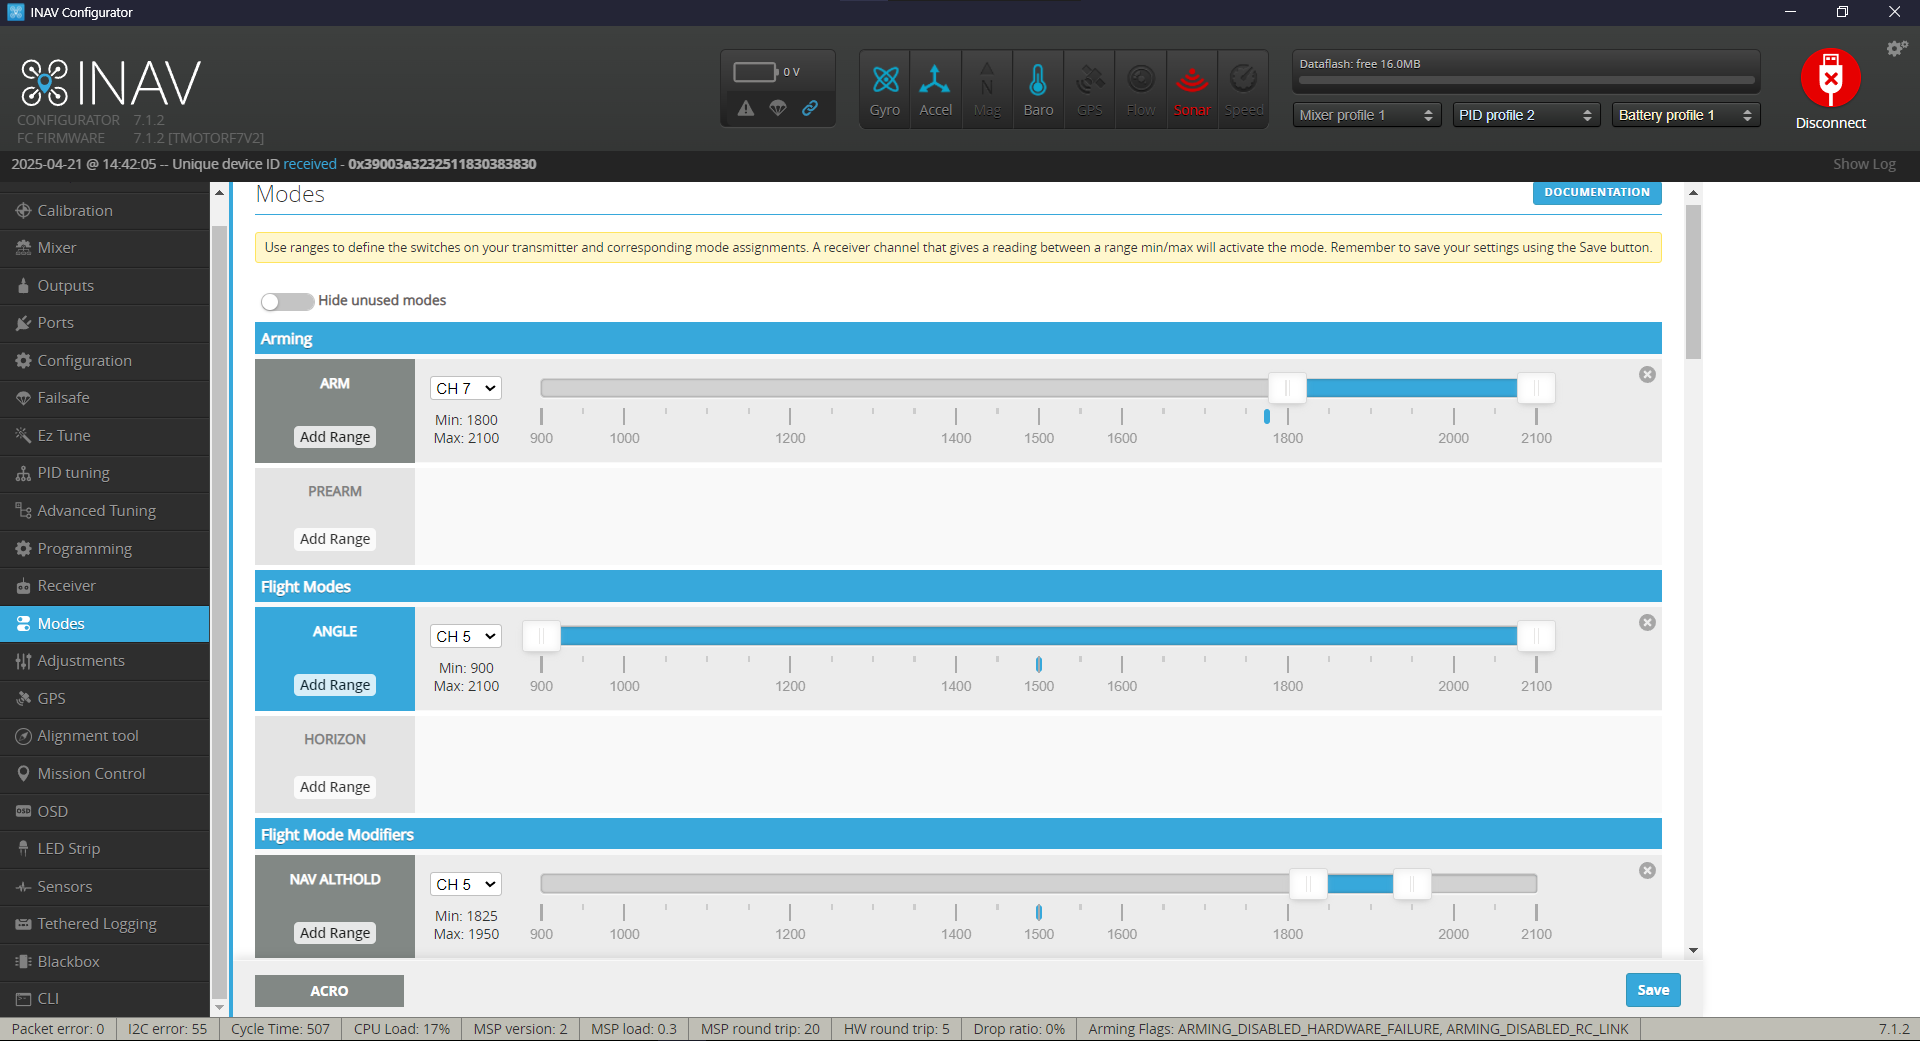 INAV Configurator
INAV
CONFIGURATOR 7.1.2
FC FIRMWARE 7.1.2 [TMOTORF7V2]
0 V
Gyro Accel Mag Baro GPS Flow Sonar Speed
Dataflash: free 16.0MB
Mixer profile 1 PID profile 2 Battery profile 1
Disconnect
2025-04-21 @ 14:42:05 -- Unique device ID received - 0x39003a3232511830383830
Show Log
Calibration
Mixer
Outputs
Ports
Configuration
Failsafe
Ez Tune
PID tuning
Advanced Tuning
Programming
Receiver
Modes
Adjustments
GPS
Alignment tool
Mission Control
OSD
LED Strip
Sensors
Tethered Logging
Blackbox
CLI
Modes
DOCUMENTATION
Use ranges to define the switches on your transmitter and corresponding mode assignments. A receiver channel that gives a reading between a range min/max will activate the mode. Remember to save your settings using the Save button.
Hide unused modes
Arming
ARM
Add Range
CH 7
Min: 1800
Max: 2100
900 1000 1200 1400 1500 1600 1800 2000 2100
PREARM
Add Range
Flight Modes
ANGLE
Add Range
CH 5
Min: 900
Max: 2100
900 1000 1200 1400 1500 1600 1800 2000 2100
HORIZON
Add Range
Flight Mode Modifiers
NAV ALTHOLD
Add Range
CH 5
Min: 1825
Max: 1950
900 1000 1200 1400 1500 1600 1800 2000 2100
ACRO
Save
Packet error: 0 I2C error: 55 Cycle Time: 507 CPU Load: 17% MSP version: 2 MSP load: 0.3 MSP round trip: 20 HW round trip: 5 Drop ratio: 0% Arming Flags: ARMING_DISABLED_HARDWARE_FAILURE, ARMING_DISABLED_RC_LINK 7.1.2